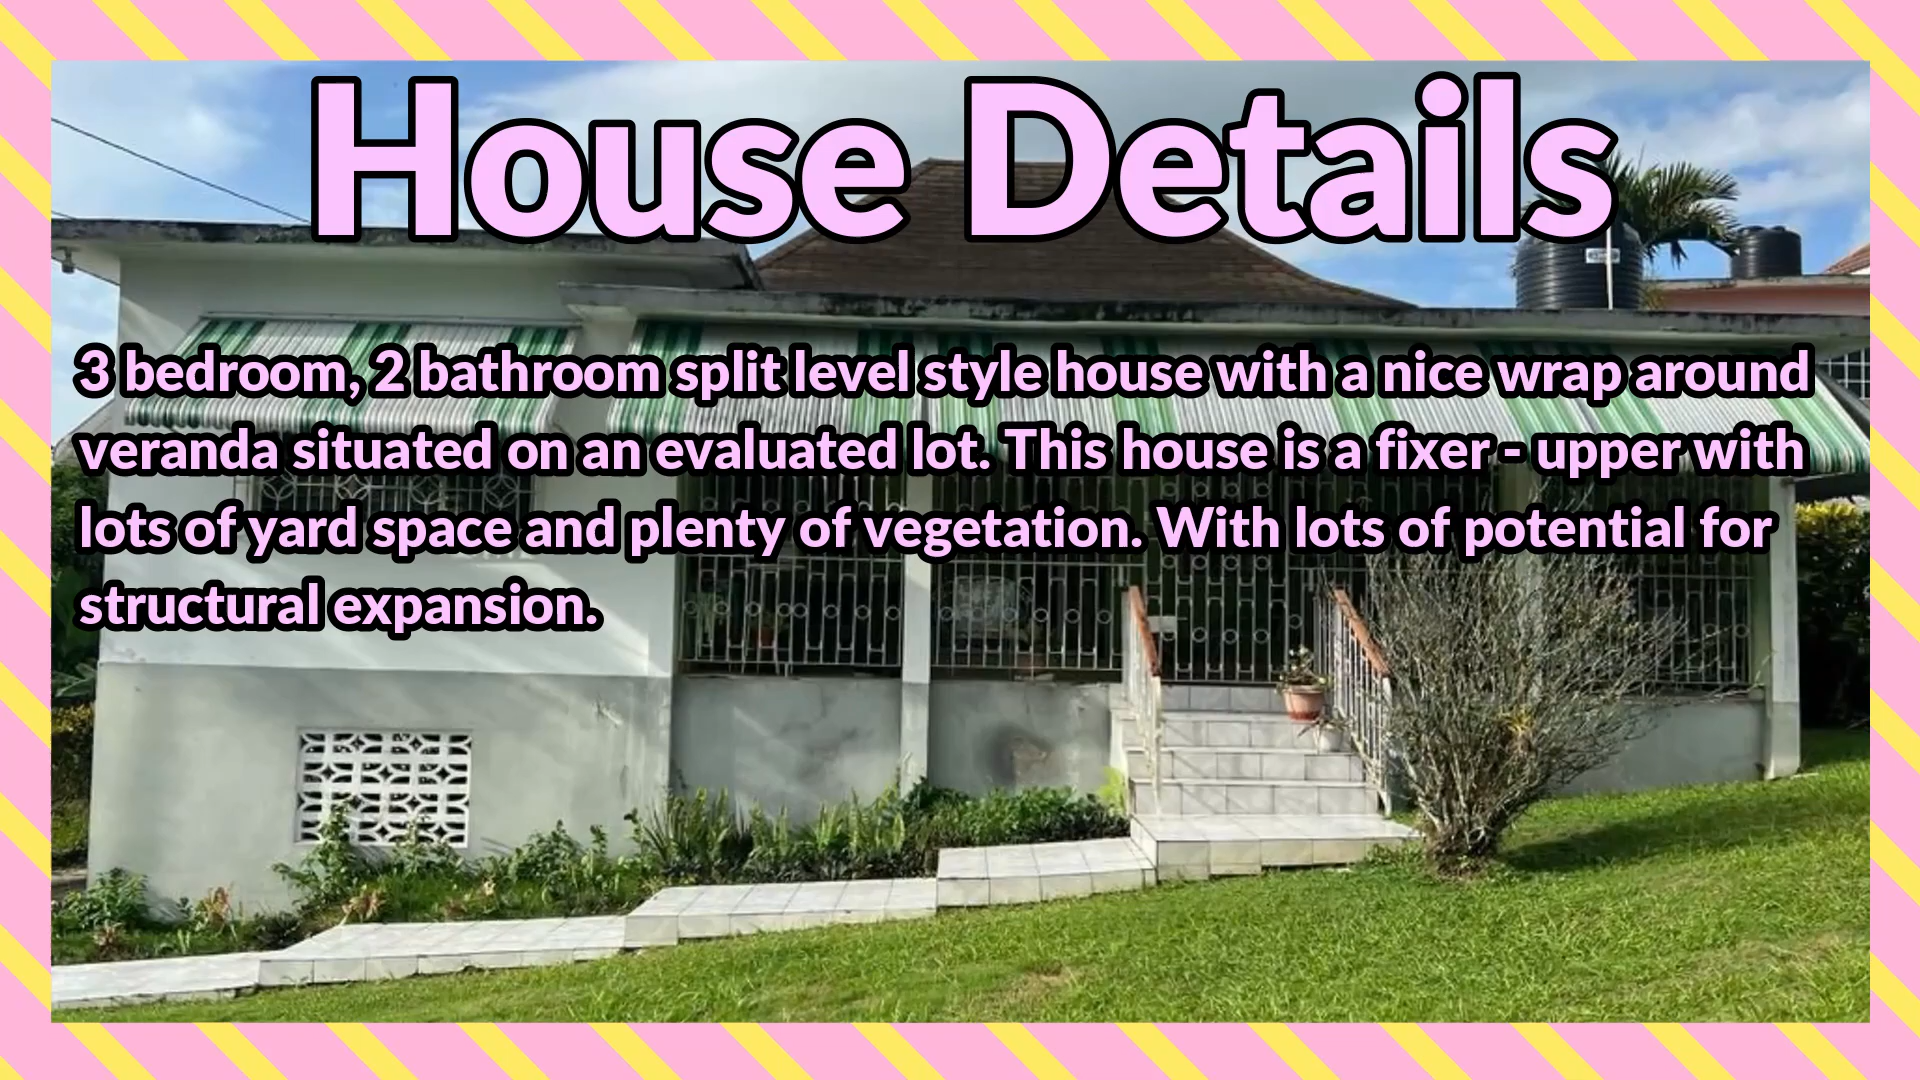 House Details
3 bedroom, 2 bathroom split level style house with a nice wrap around
veranda situated on an evaluated lot. This house is a fixer - upper with
lots of yard space and plenty of vegetation. With lots of potential for
structural expansion.